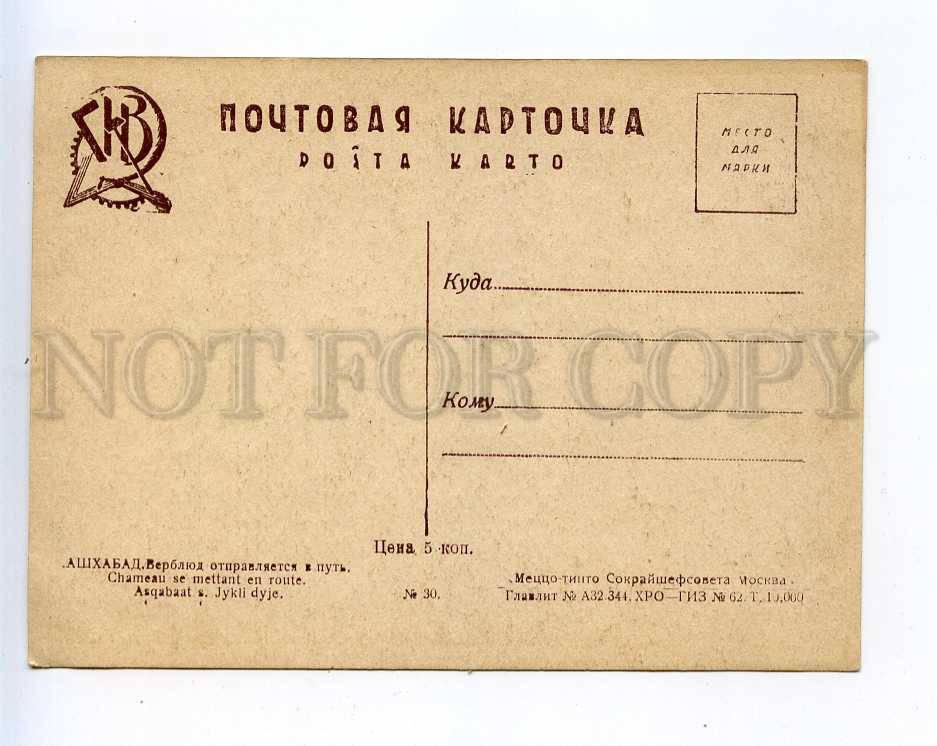 ПОЧТОВАЯ КАРТОЧКА
POŜTA KARTO
МЕСТО
ДЛЯ
МАРКИ
Куда
Кому
NOT FOR COPY
Цена 5 коп.
АШХАБАД. Верблюд отправляется в путь.
Chameau se mettant en route.
Asqabaat s. Jykli dyje.
№ 30.
Меццо-тинто Сокрайшефсовета Москва.
Главлит № А32.344. ХРО—ГИЗ № 62. Т. 10,000